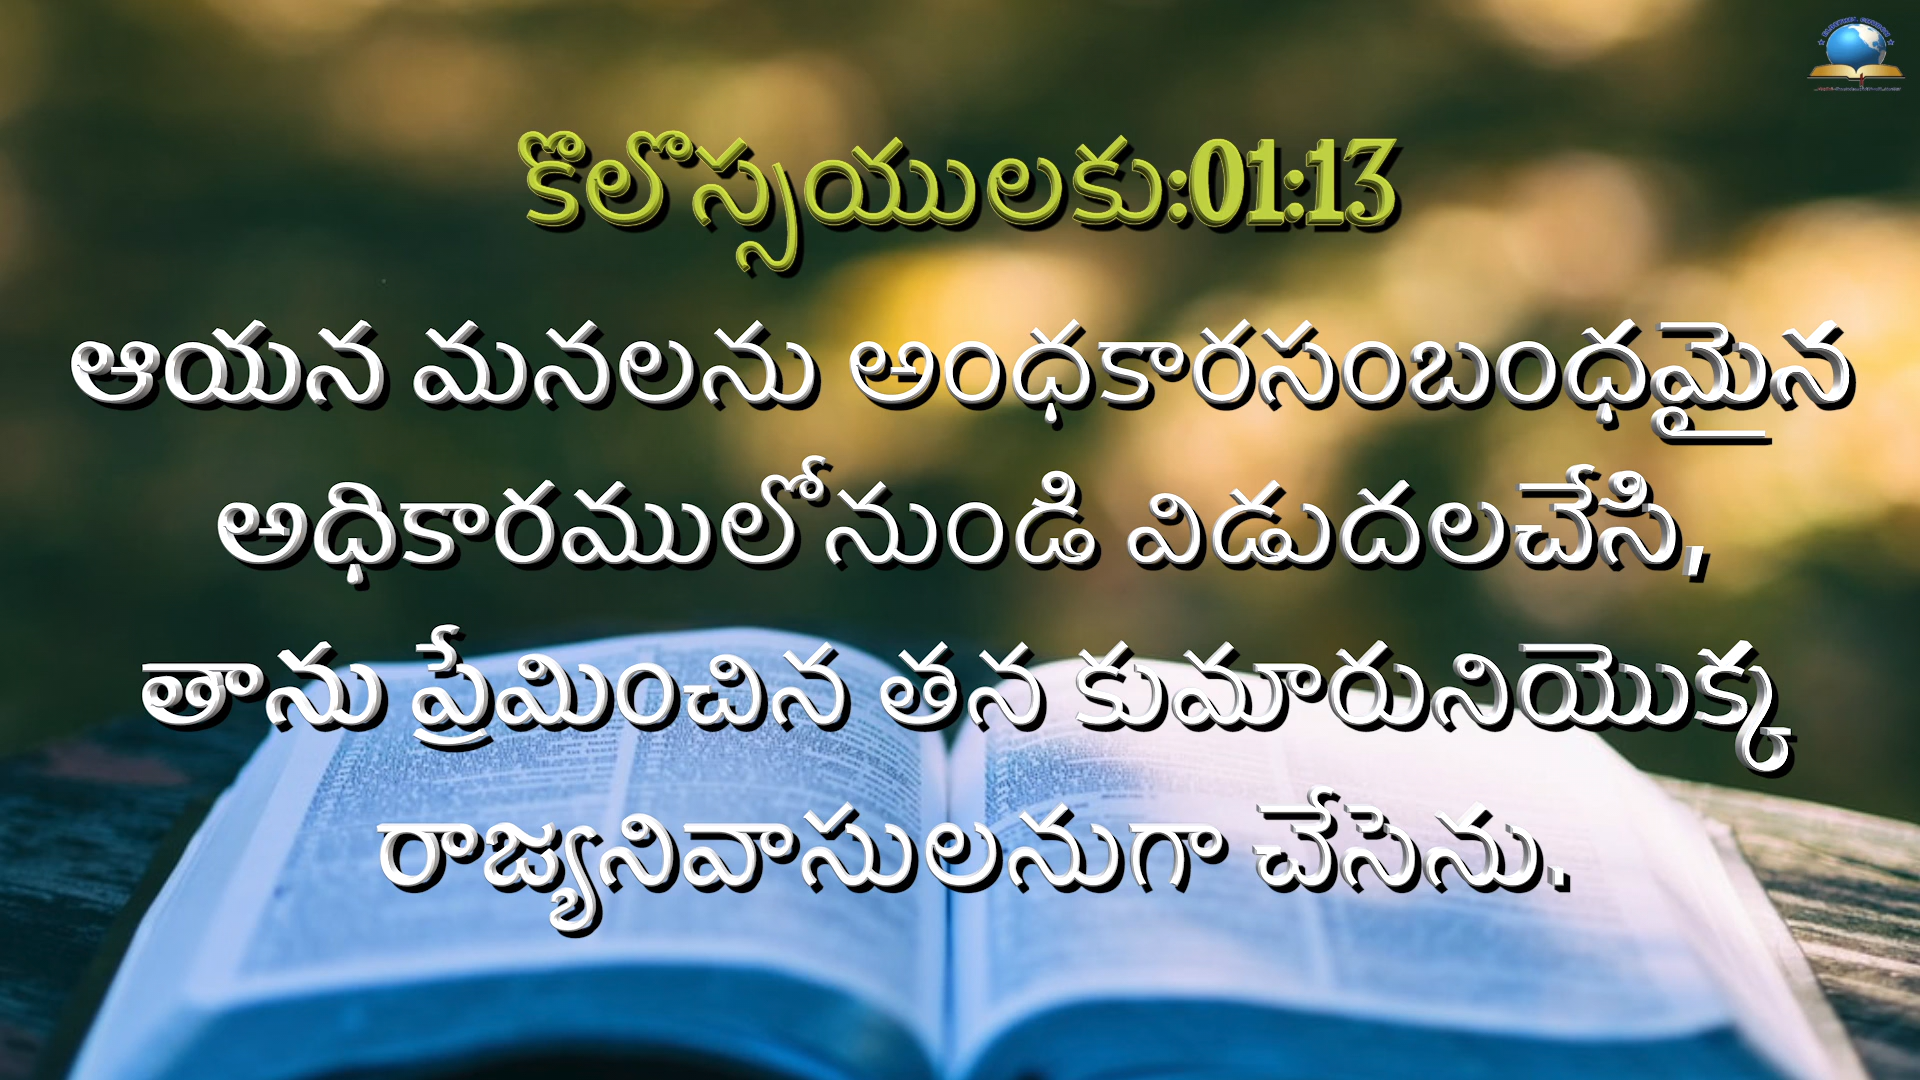 కొలొస్సయులకు:01:13
ఆయన మనలను అంధకారసంబంధమైన
అధికారములోనుండి విడుదలచేసి,
తాను ప్రేమించిన తన కుమారునియొక్క
రాజ్యనివాసులనుగా చేసెను.